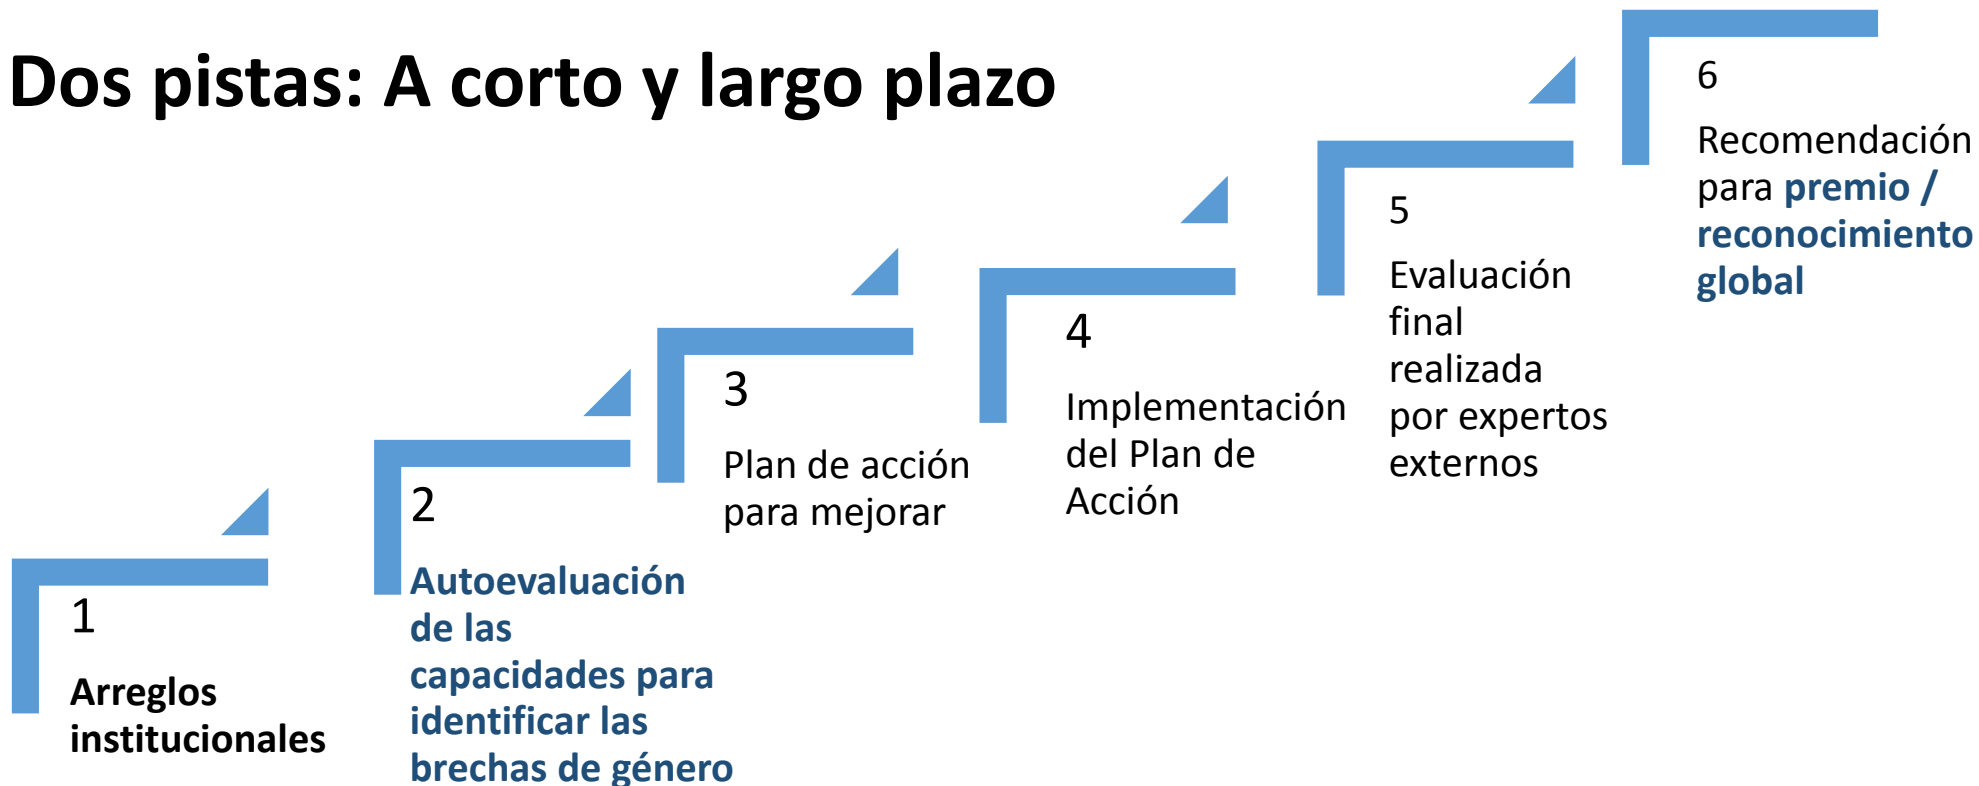 Dos pistas: A corto y largo plazo
1
Arreglos
institucionales
2
Autoevaluación
de las
capacidades para
identificar las
brechas de género
3
Plan de acción
para mejorar
4
Implementación
del Plan de
Acción
5
Evaluación
final
realizada
por expertos
externos
6
Recomendación
para premio /
reconocimiento
global